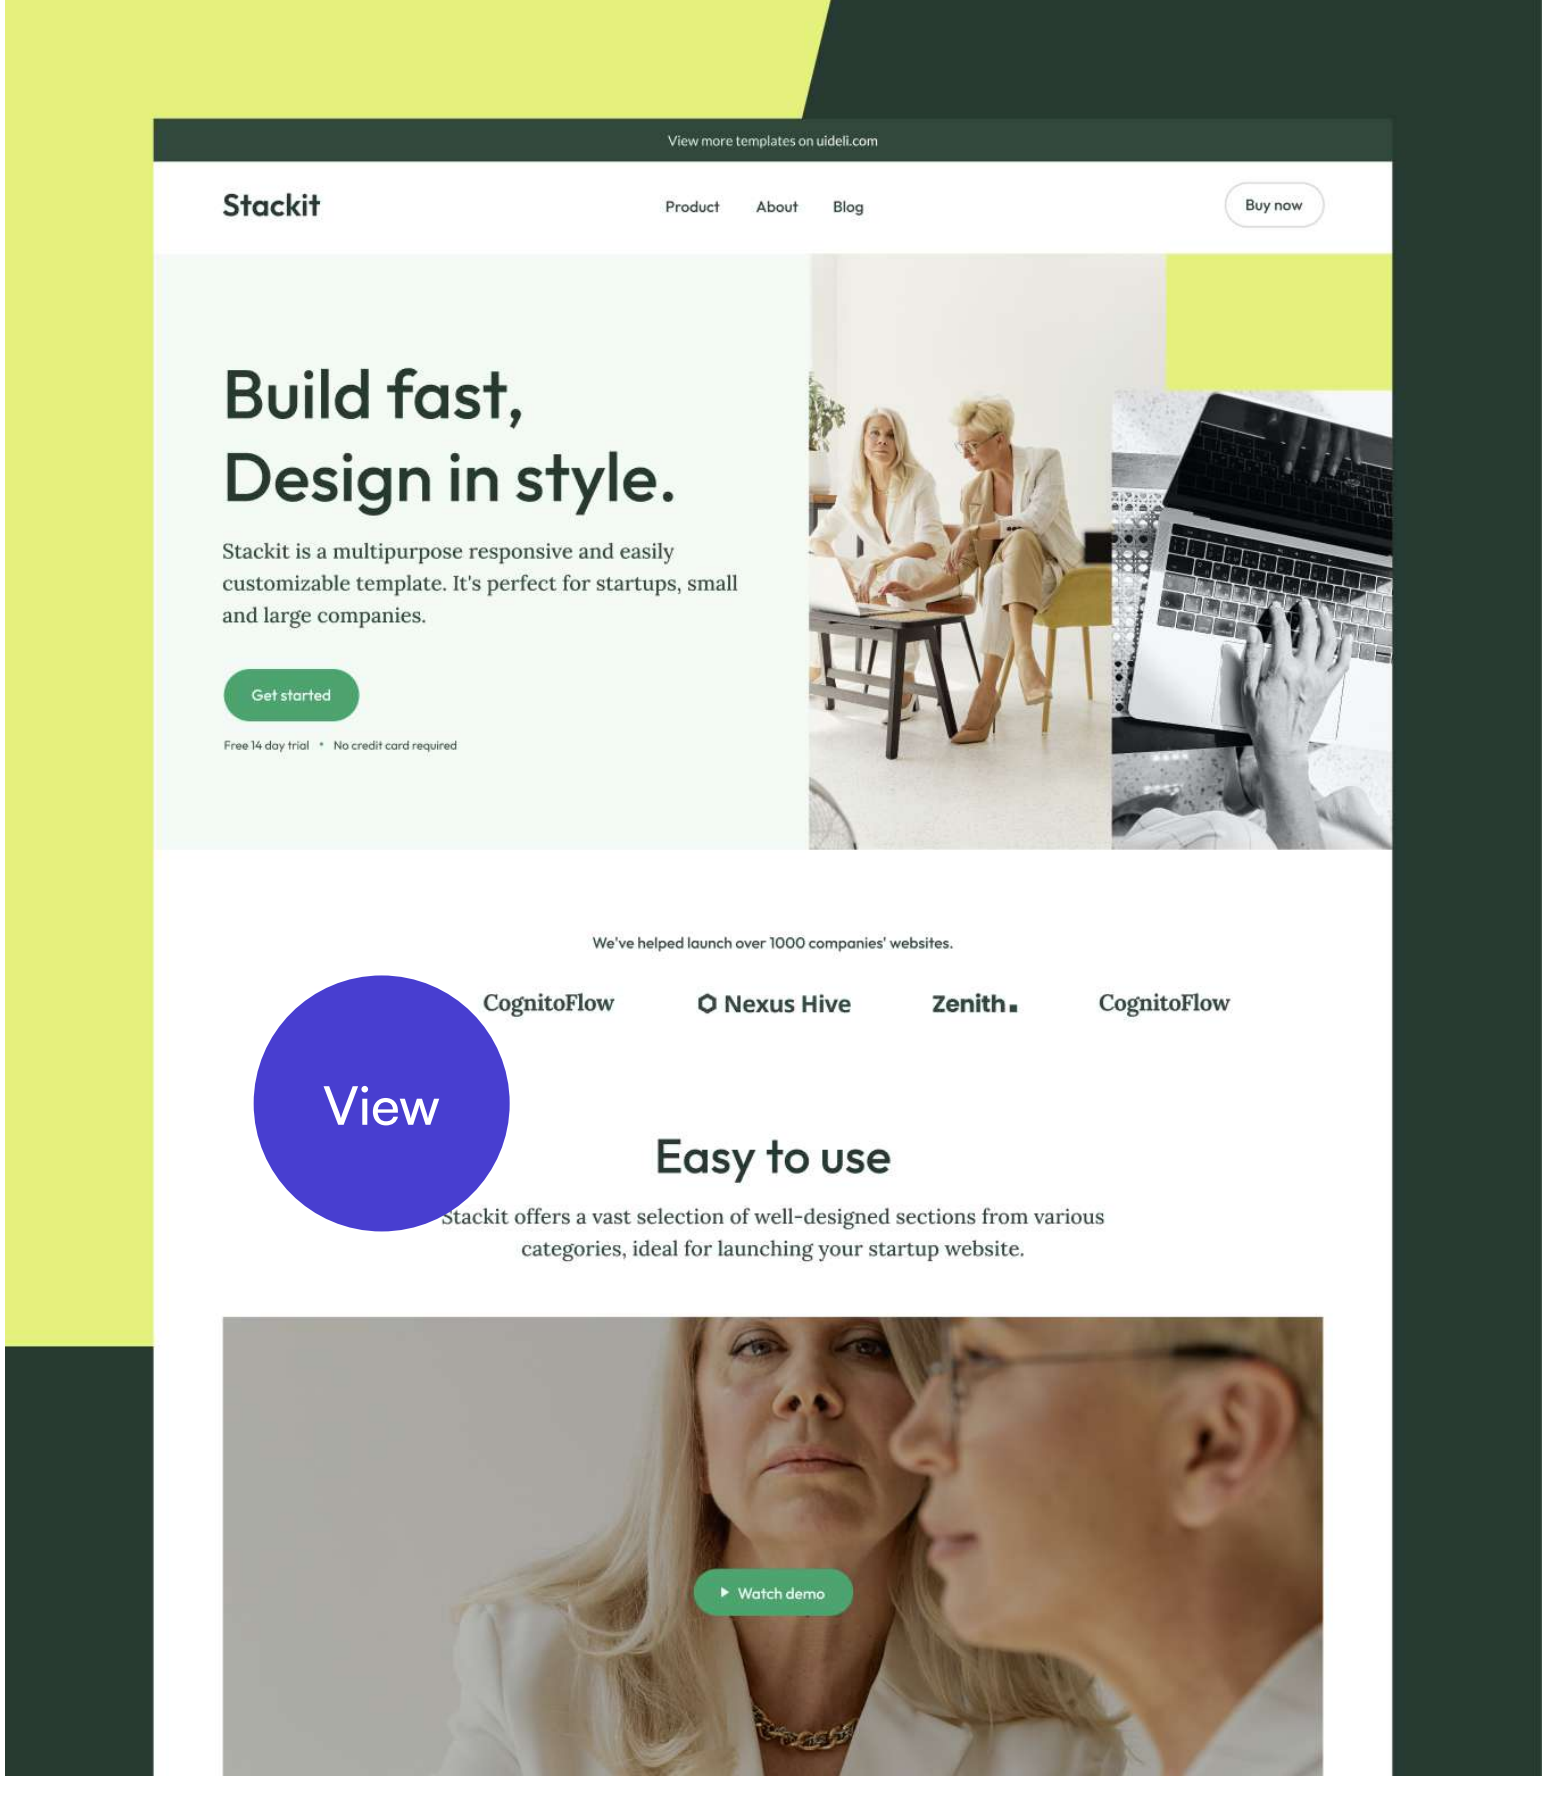 View more templates on uideli.com
Stackit
Product About Blog
Buy now
Build fast,
Design in style.
Stackit is a multipurpose responsive and easily
customizable template. It's perfect for startups, small
and large companies.
Get started
Free 14 day trial • No credit card required
We've helped launch over 1000 companies' websites.
CognitoFlow Nexus Hive Zenith. CognitoFlow
View
Easy to use
Stackit offers a vast selection of well-designed sections from various
categories, ideal for launching your startup website.
Watch demo